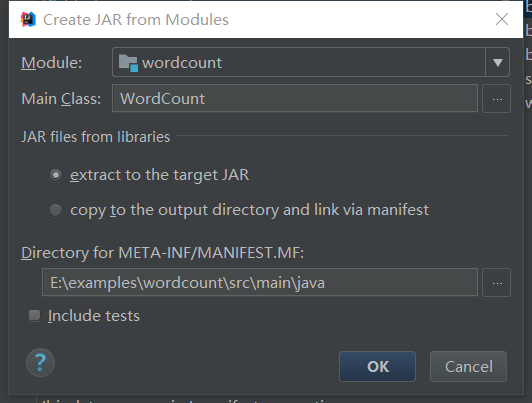 Create JAR from Modules
Module: wordcount
Main Class: WordCount ...
JAR files from libraries
extract to the target JAR
copy to the output directory and link via manifest
Directory for META-INF/MANIFEST.MF:
E:\examples\wordcount\src\main\java ...
Include tests
? OK Cancel